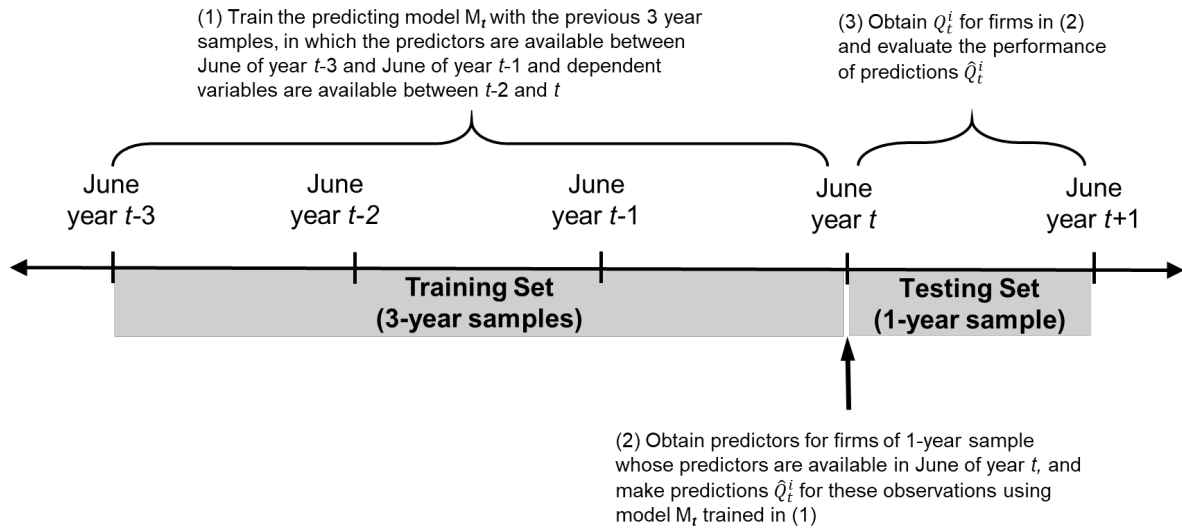 (1) Train the predicting model Mt with the previous 3 year
samples, in which the predictors are available between
June of year t-3 and June of year t-1 and dependent
variables are available between t-2 and t
(3) Obtain Q_t^i for firms in (2)
and evaluate the performance
of predictions Q̂_t^i
June
year t-3
June
year t-2
June
year t-1
June
year t
June
year t+1
Training Set
(3-year samples)
Testing Set
(1-year sample)
(2) Obtain predictors for firms of 1-year sample
whose predictors are available in June of year t, and
make predictions Q̂_t^i for these observations using
model Mt trained in (1)